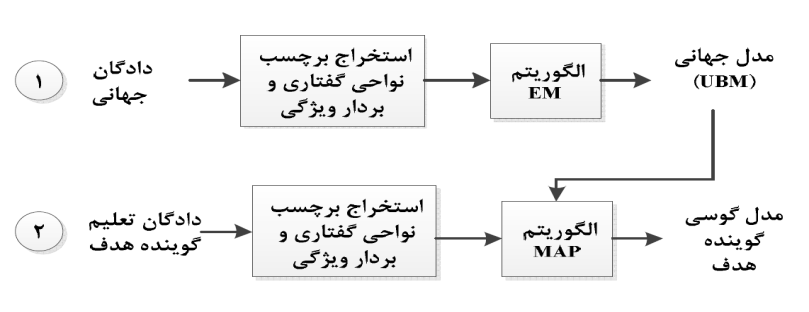 ۱
دادگان
جهانی
استخراج برچسب
نواحی گفتاری و
بردار ویژگی
الگوریتم
EM
مدل جهانی
(UBM)
۲
دادگان تعلیم
گوینده هدف
استخراج برچسب
نواحی گفتاری و
بردار ویژگی
الگوریتم
MAP
مدل گوسی
گوینده
هدف